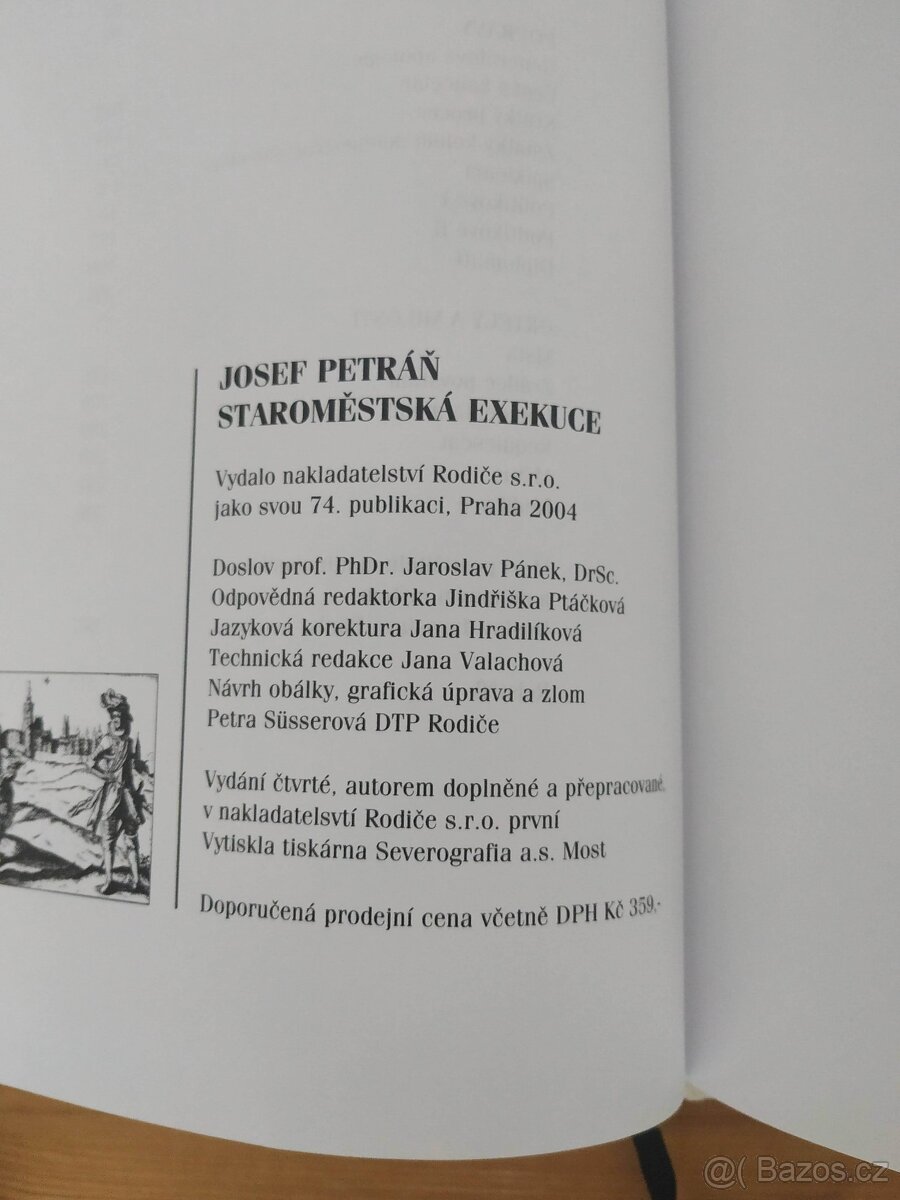 JOSEF PETRÁŇ
STAROMĚSTSKÁ EXEKUCE
Vydalo nakladatelství Rodiče s.r.o.
jako svou 74. publikaci, Praha 2004
Doslov prof. PhDr. Jaroslav Pánek, DrSc.
Odpovědná redaktorka Jindřiška Ptáčková
Jazyková korektura Jana Hradilíková
Technická redakce Jana Valachová
Návrh obálky, grafická úprava a zlom
Petra Süsserová DTP Rodiče
Vydání čtvrté, autorem doplněné a přepracované,
v nakladatelsvtí Rodiče s.r.o. první
Vytiskla tiskárna Severografia a.s. Most
Doporučená prodejní cena včetně DPH Kč 359,-
@( Bazos.cz